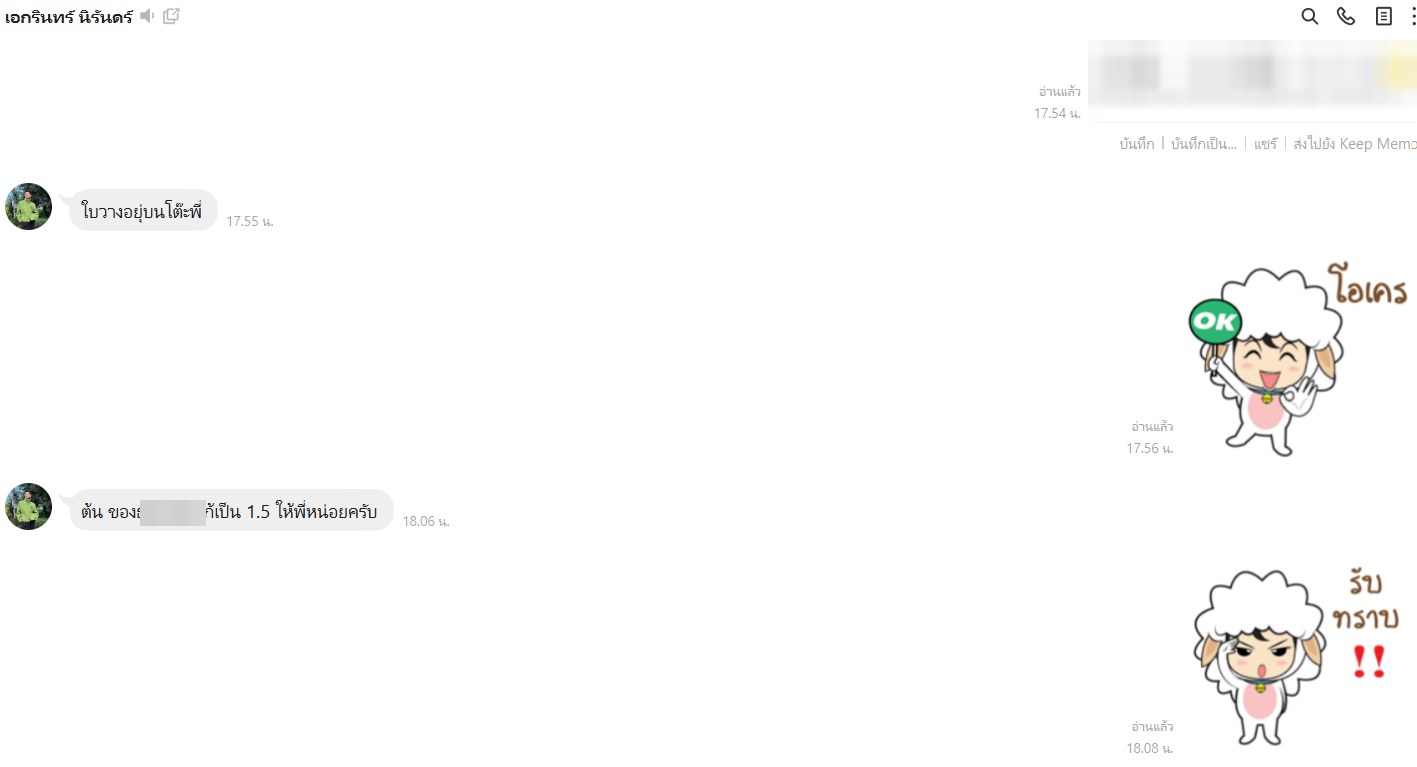 เอกรินทร์ นิรันดร์
อ่านแล้ว
17.54 น.
บันทึก | บันทึกเป็น... | แชร์ | ส่งไปยัง Keep Memo
ใบวางอยุ่บนโต๊ะพี่
17.55 น.
โอเคร
OK
อ่านแล้ว
17.56 น.
ต้น ของ กัเป็น 1.5 ให้พี่หน่อยครับ
18.06 น.
รับ
ทราบ
!!
อ่านแล้ว
18.08 น.